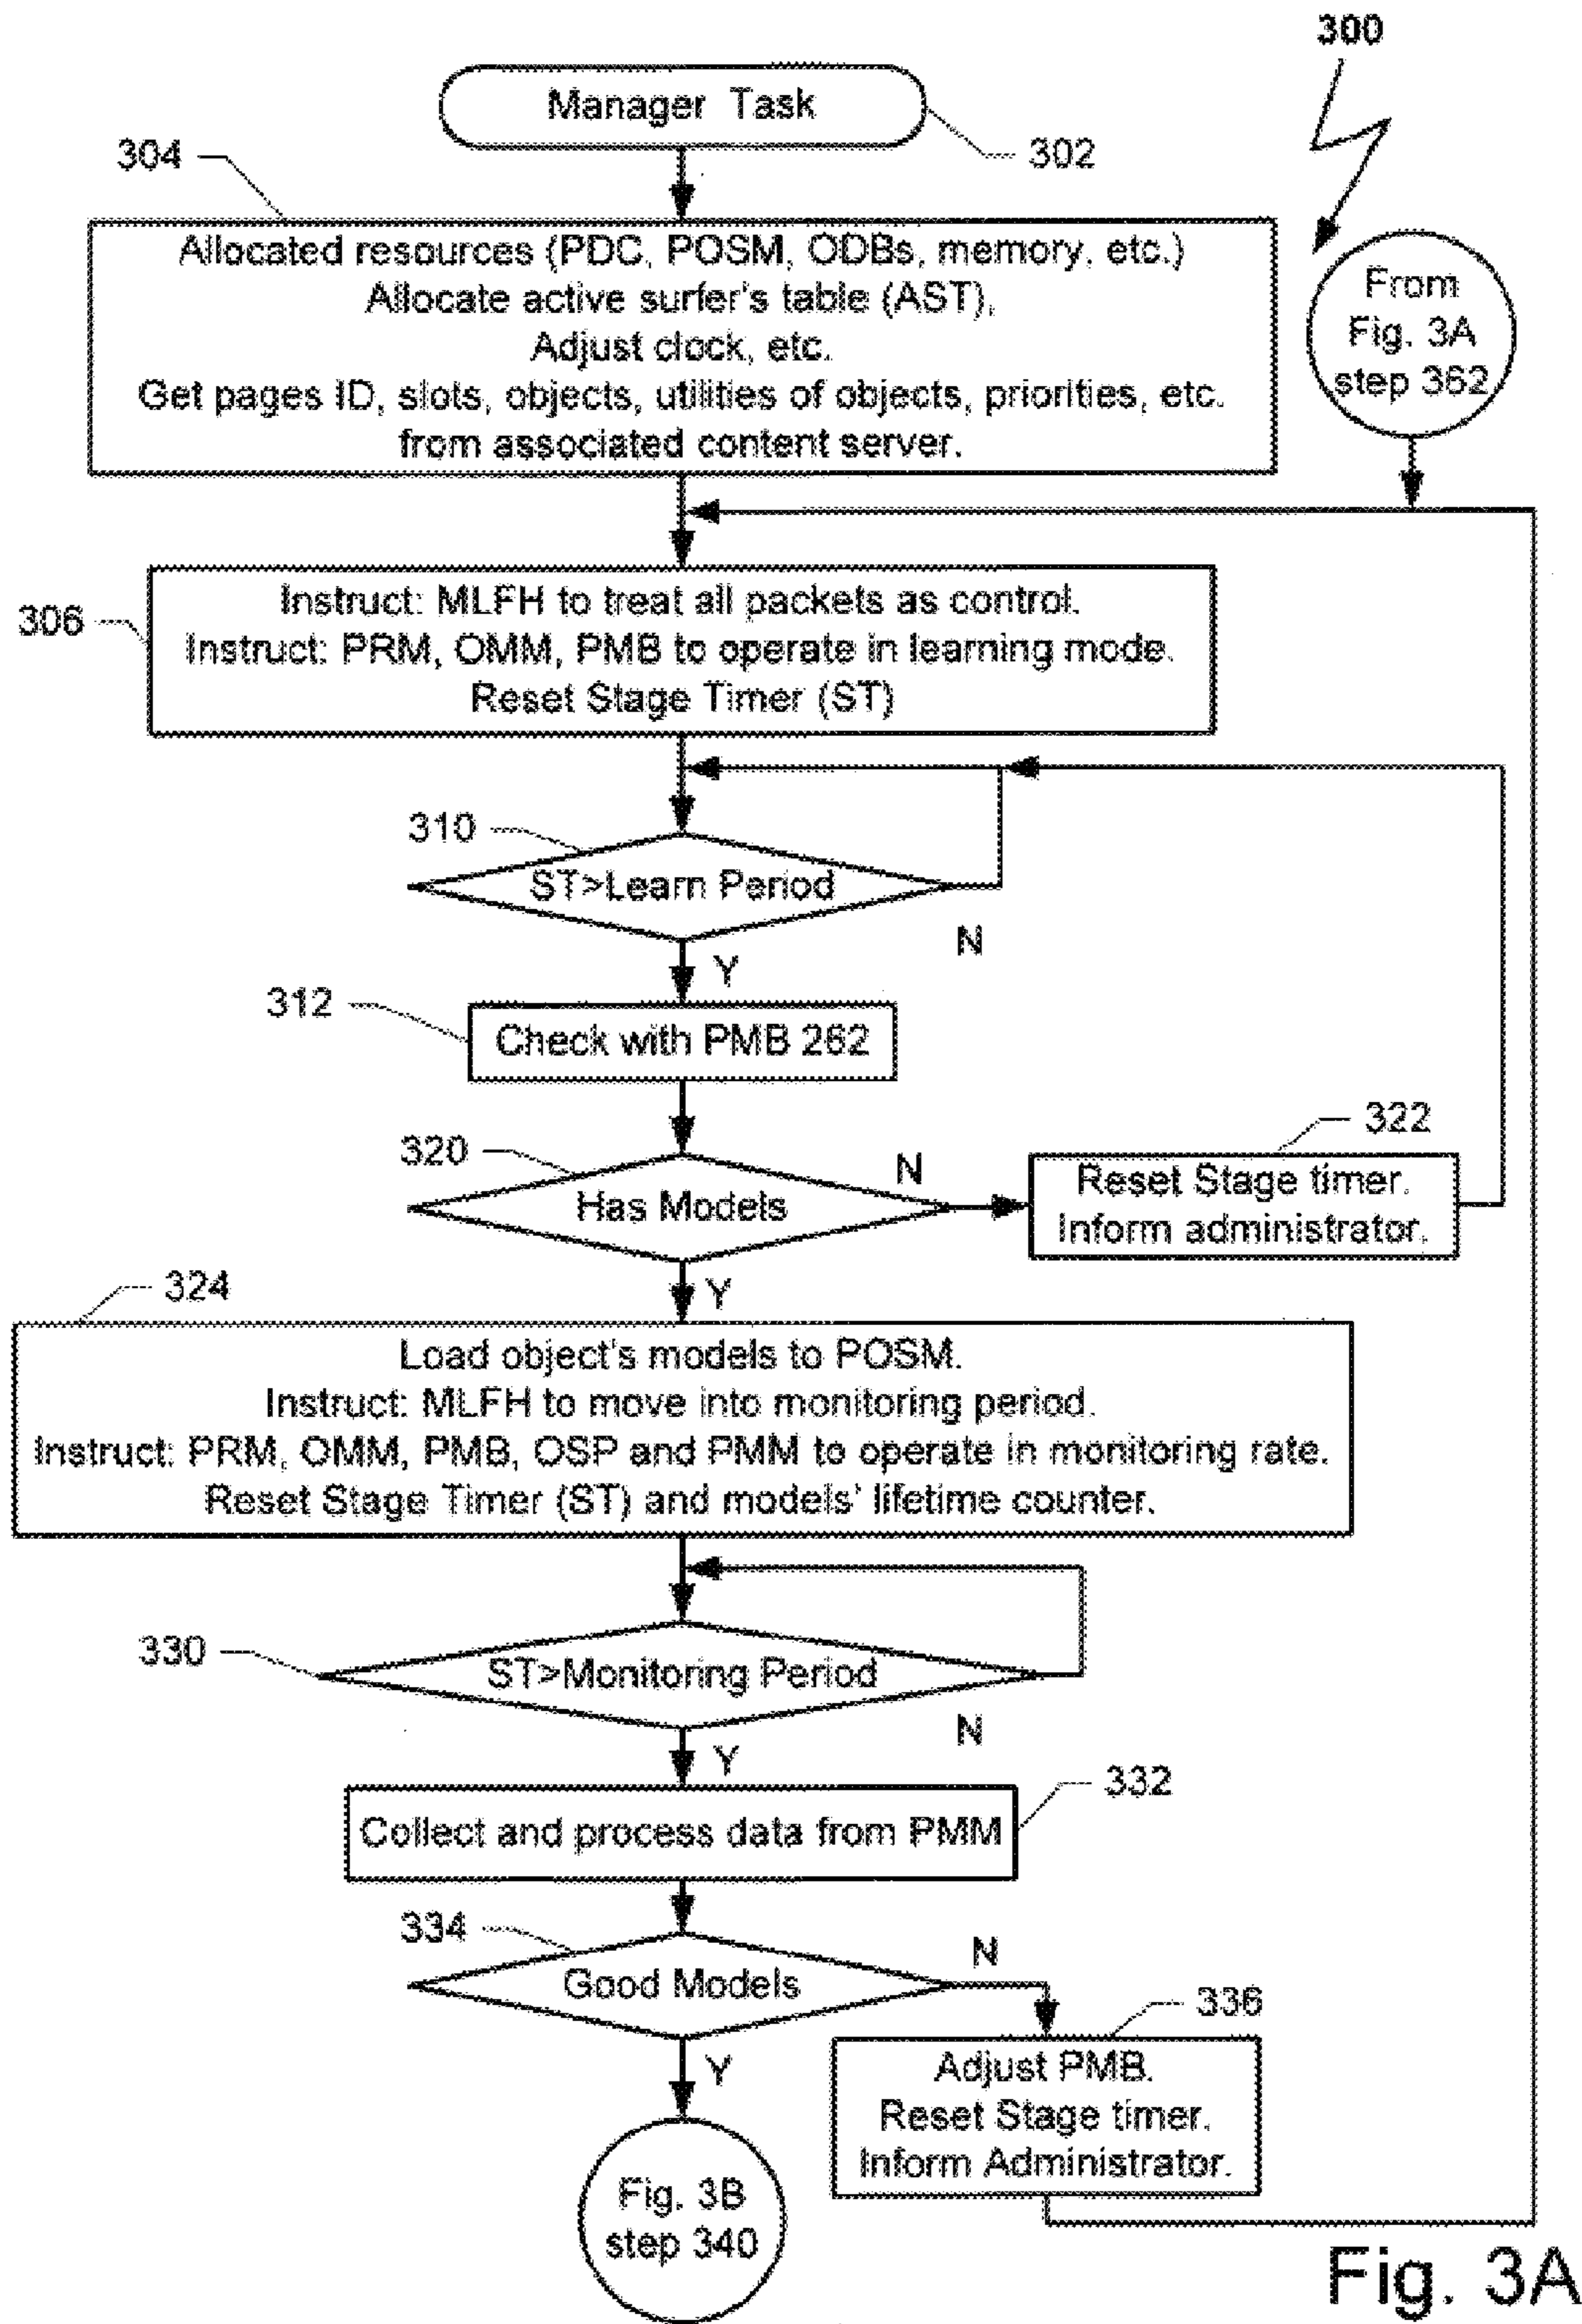 300
Manager Task
302
304
Allocated resources (PDC, POSM, ODBs, memory, etc.)
Allocate active surfer's table (AST),
Adjust clock, etc.
Get pages ID, slots, objects, utilities of objects, priorities, etc.
from associated content server.
From
Fig. 3A
step 362
306
Instruct: MLFH to treat all packets as control.
Instruct: PRM, OMM, PMB to operate in learning mode.
Reset Stage Timer (ST)
310
ST>Learn Period
N
Y
312
Check with PMB 262
320
Has Models
N
Y
322
Reset Stage timer.
Inform administrator.
324
Load object's models to POSM.
Instruct: MLFH to move into monitoring period.
Instruct: PRM, OMM, PMB, OSP and PMM to operate in monitoring rate.
Reset Stage Timer (ST) and models' lifetime counter.
330
ST>Monitoring Period
N
Y
332
Collect and process data from PMM
334
Good Models
N
Y
336
Adjust PMB.
Reset Stage timer.
Inform Administrator.
Fig. 3B
step 340
Fig. 3A